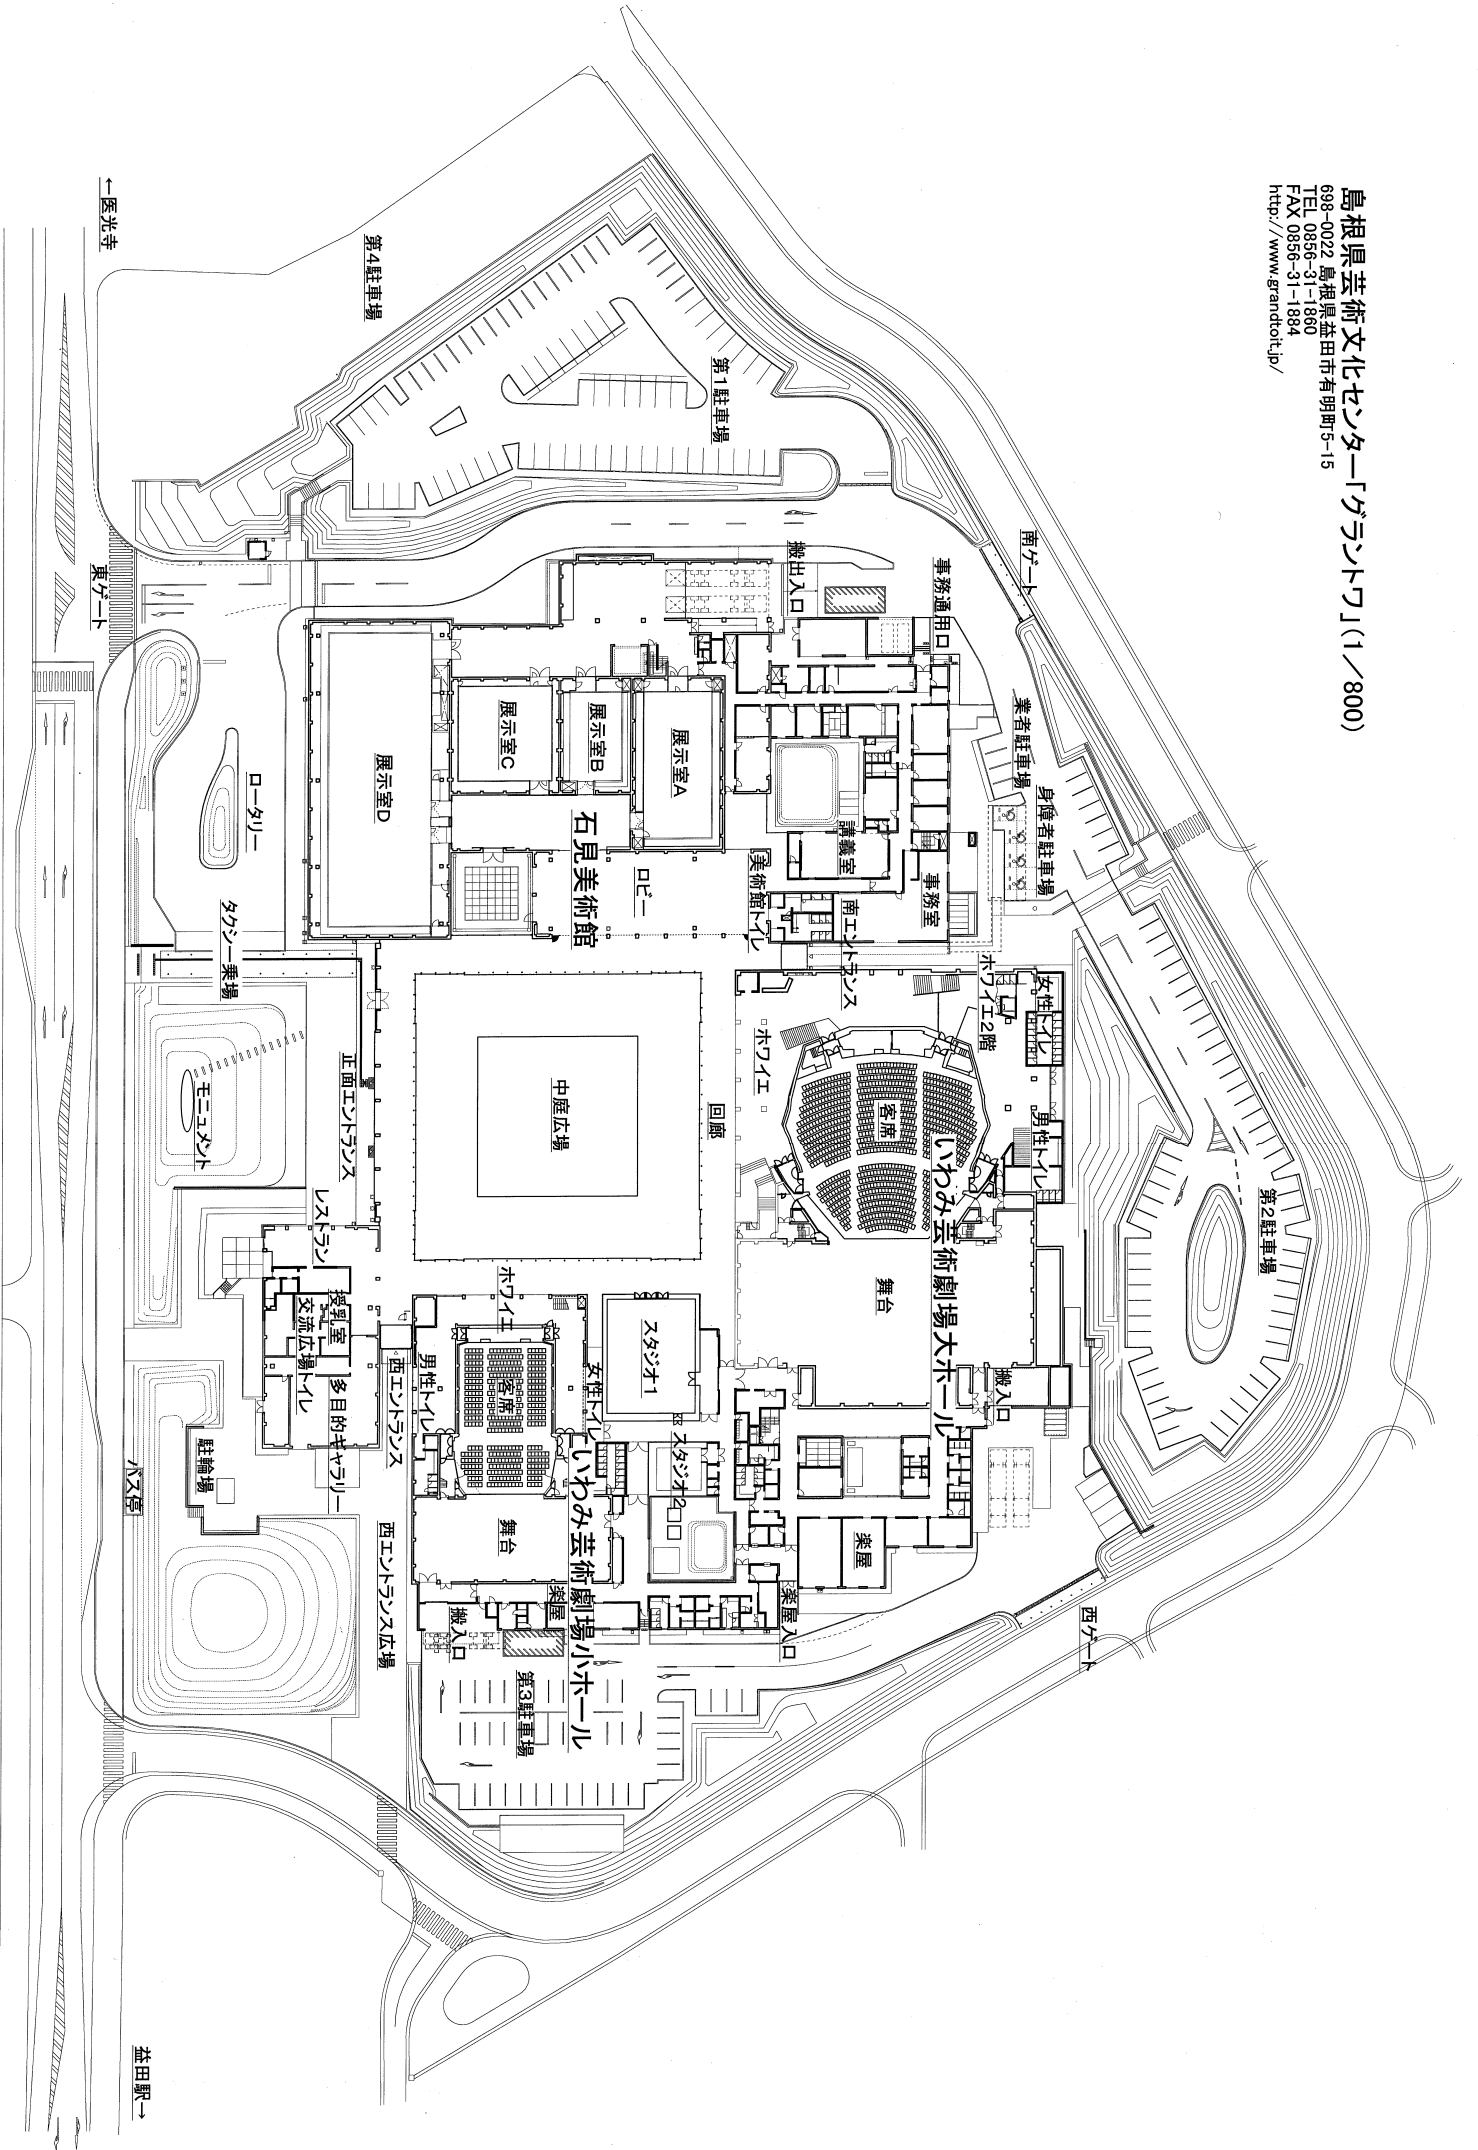 島根県芸術文化センター「グラントワ」(1/800)
698-0022 島根県益田市有明町5-15
TEL 0856-31-1860
FAX 0856-31-1884
http://www.grandtoit.jp/
南ゲート
事務通用口
搬出入口
業者駐車場
身障者駐車場
第1駐車場
第4駐車場
←医光寺
東ゲート
展示室A
展示室B
展示室C
展示室D
石見美術館
ロビー
講義室
美術館トイレ
事務室
南エントランス
ロータリー
タクシー乗場
ホワイエ2階
女性トイレ
男性トイレ
ホワイエ
客席
いわみ芸術劇場大ホール
舞台
搬入口
第2駐車場
回廊
中庭広場
正面エントランス
モニュメント
レストラン
授乳室
交流広場トイレ
多目的ギャラリー
駐輪場
バス停
ホワイエ
スタジオ1
スタジオ2
女性トイレ
男性トイレ
客席
いわみ芸術劇場小ホール
舞台
西エントランス
西エントランス広場
楽屋
楽屋
楽屋入口
搬入口
第3駐車場
西ゲート
益田駅→